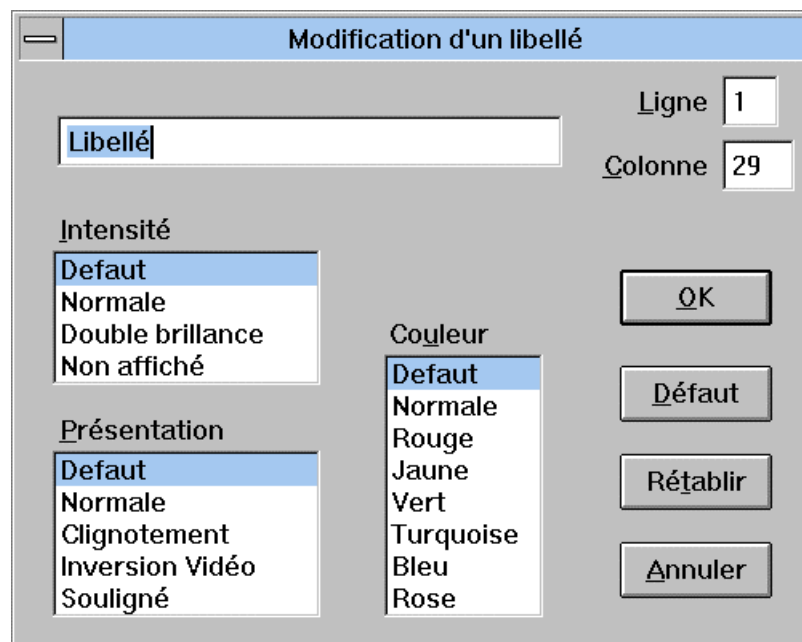 Modification d'un libellé
Ligne 1
Libellé
Colonne 29
Intensité
Defaut
Normale
Double brillance
Non affiché
Présentation
Defaut
Normale
Clignotement
Inversion Vidéo
Souligné
Couleur
Defaut
Normale
Rouge
Jaune
Vert
Turquoise
Bleu
Rose
OK
Défaut
Rétablir
Annuler